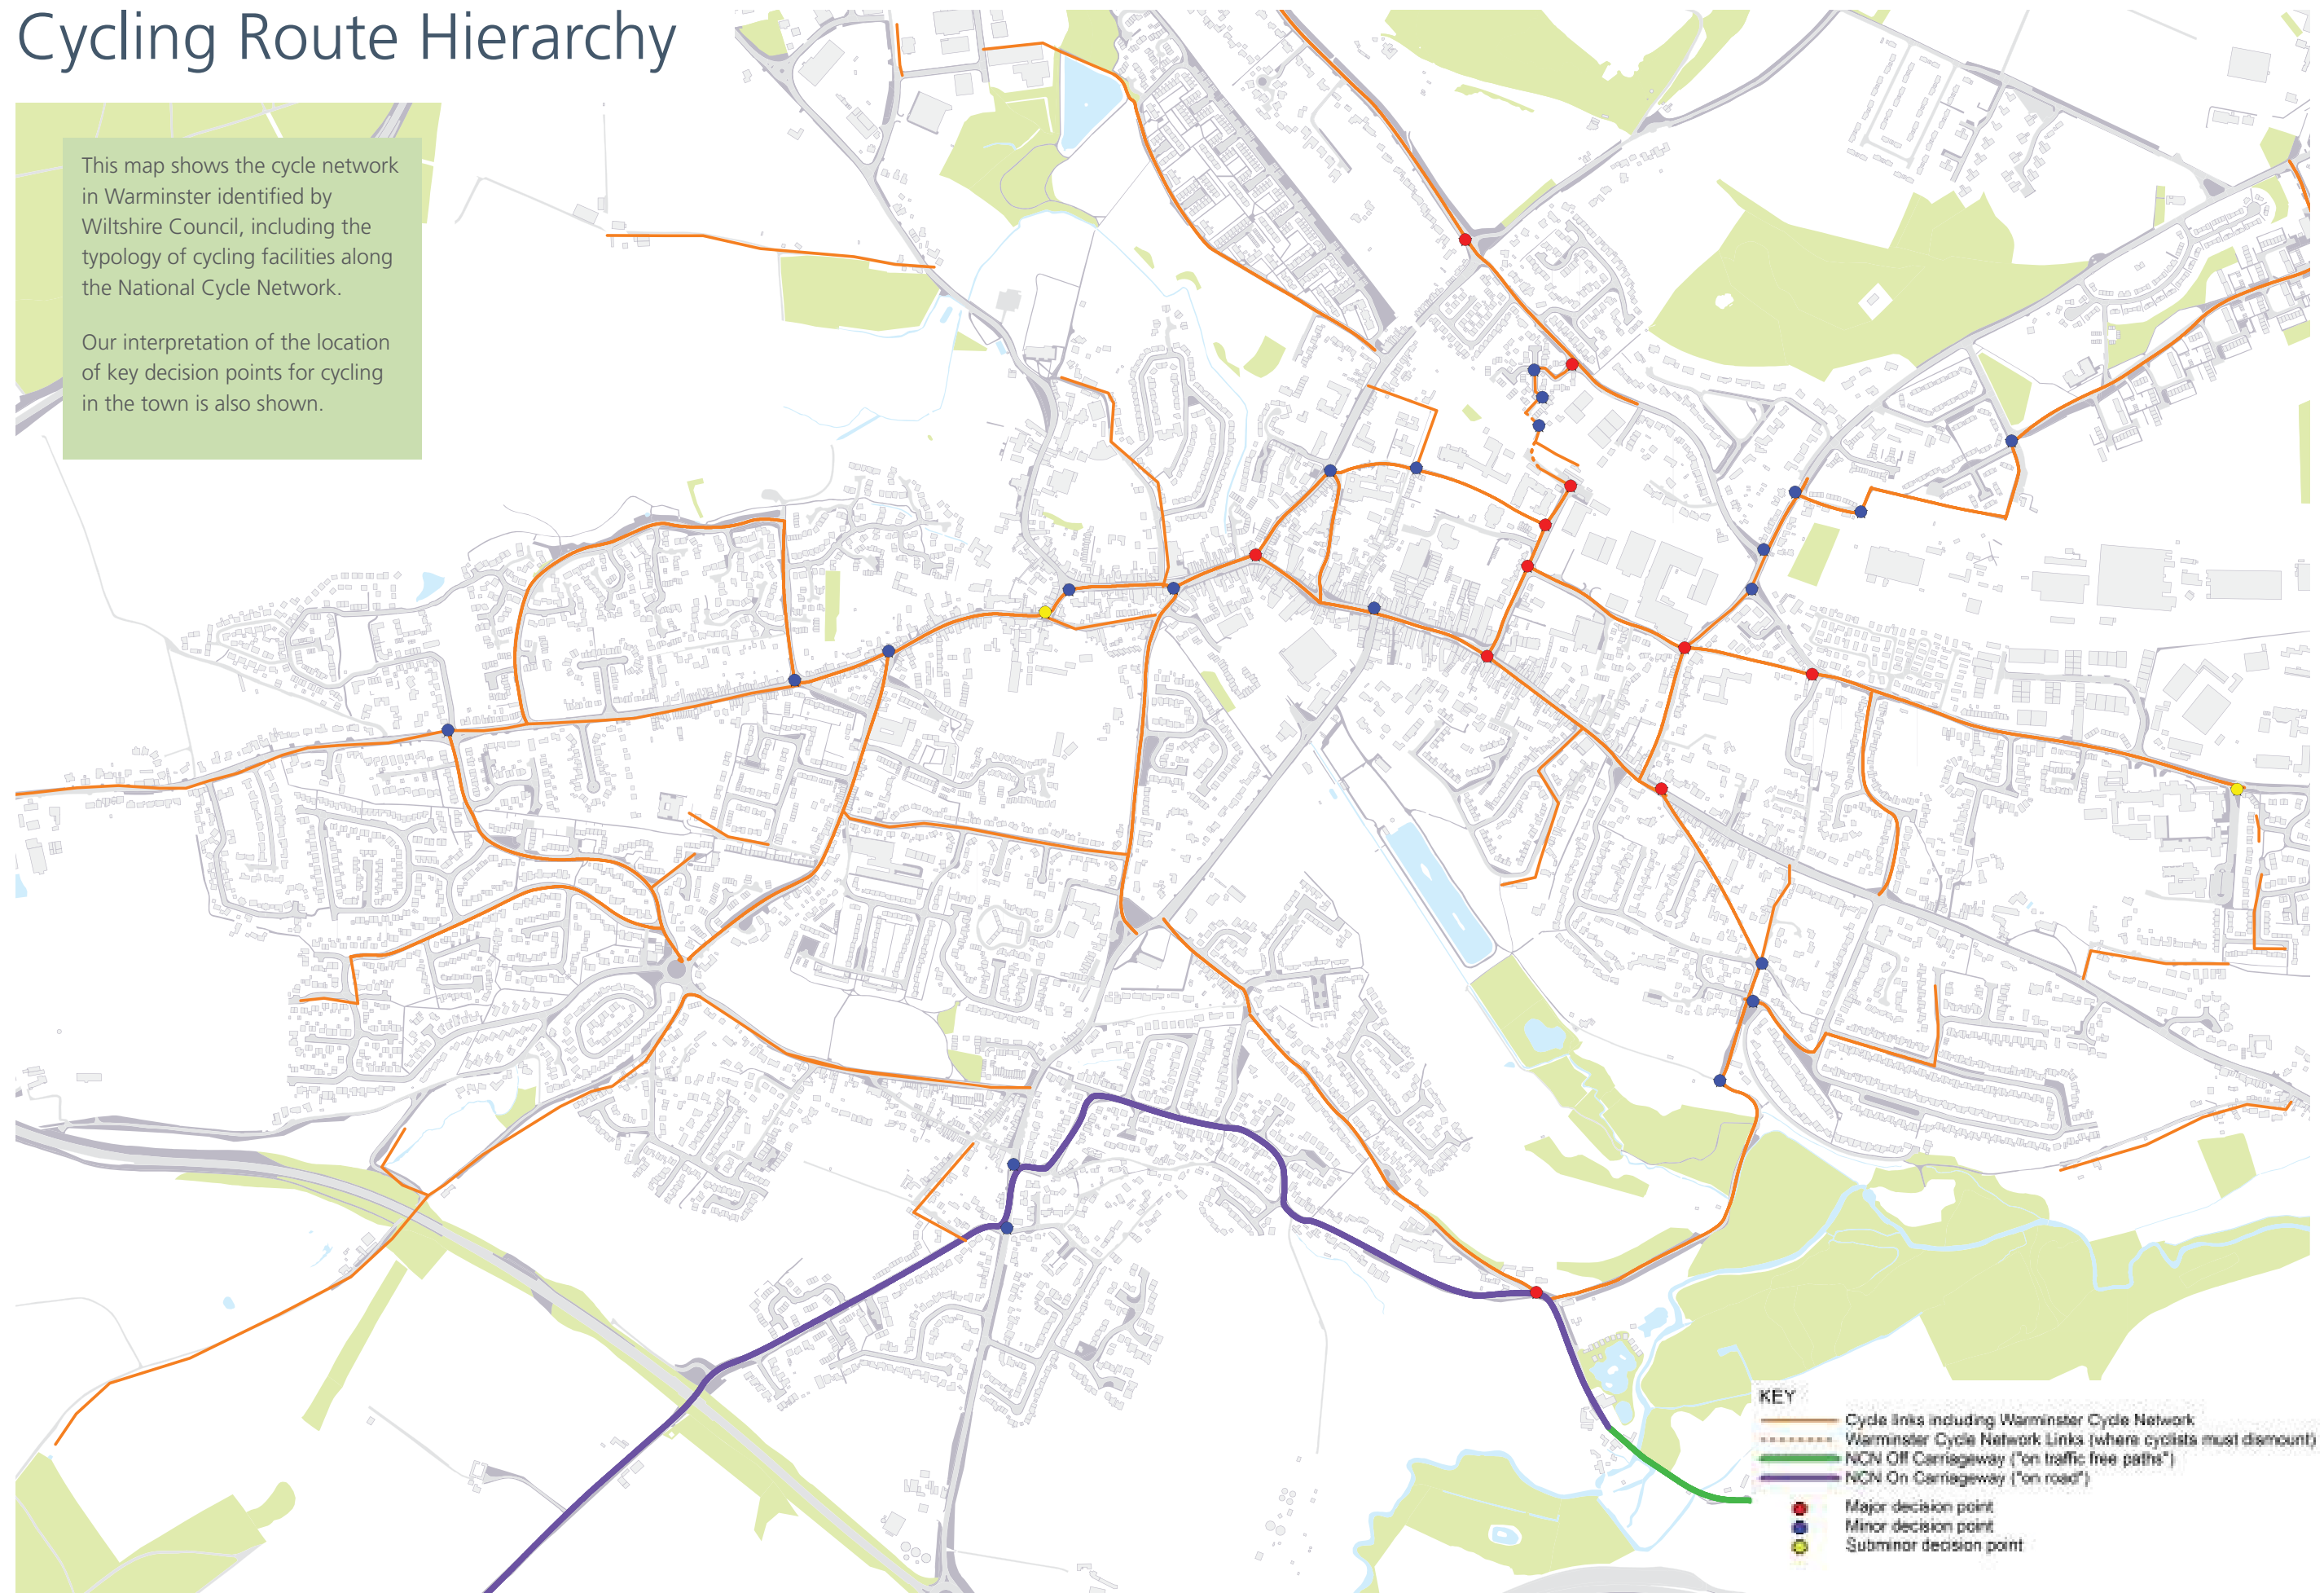 Cycling Route Hierarchy
This map shows the cycle network
in Warminster identified by
Wiltshire Council, including the
typology of cycling facilities along
the National Cycle Network.
Our interpretation of the location
of key decision points for cycling
in the town is also shown.
KEY
Cycle links including Warminster Cycle Network
Warminster Cycle Network Links (where cyclists must dismount)
NCN Off Carriageway ("on traffic free paths")
NCN On Carriageway ("on road")
Major decision point
Minor decision point
Subminor decision point